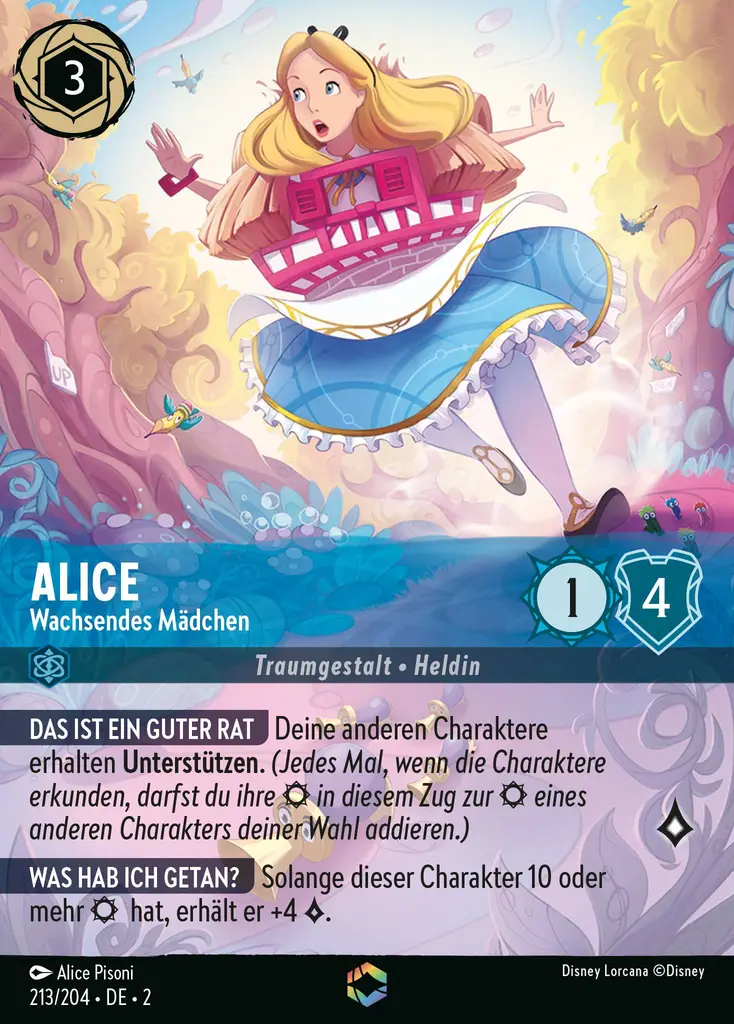 3
UP
ALICE
Wachsendes Mädchen
1
4
Traumgestalt • Heldin
DAS IST EIN GUTER RAT Deine anderen Charaktere
erhalten Unterstützen. (Jedes Mal, wenn die Charaktere
erkunden, darfst du ihre in diesem Zug zur eines
anderen Charakters deiner Wahl addieren.)
WAS HAB ICH GETAN? Solange dieser Charakter 10 oder
mehr hat, erhält er +4 .
Alice Pisoni
Disney Lorcana ©Disney
213/204 • DE • 2